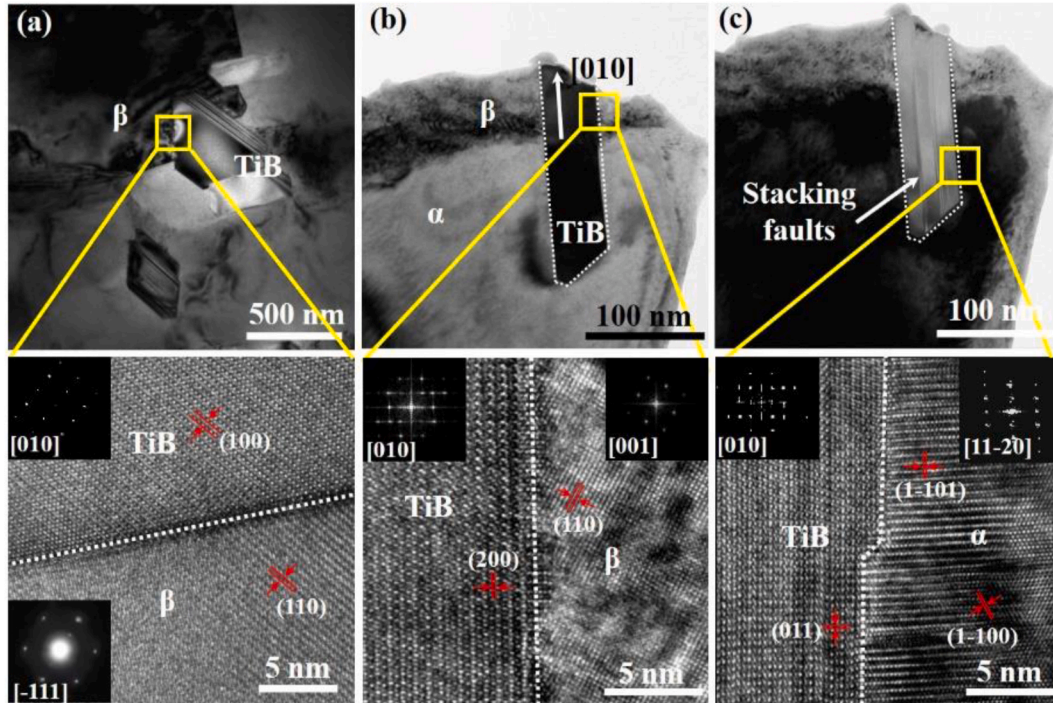 (a)
β
TiB
500 nm
(b)
[010]
β
α
TiB
100 nm
(c)
Stacking
faults
100 nm
[010]
TiB
(100)
β
(110)
[-111]
5 nm
[010]
[001]
TiB
(110)
(200)
β
5 nm
[010]
[11-20]
(1-101)
TiB
α
(011)
(1-100)
5 nm